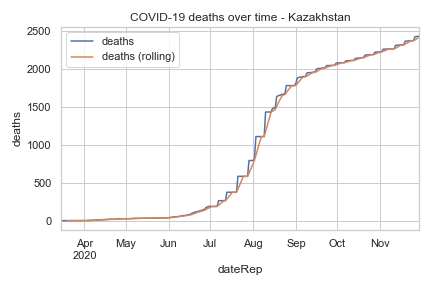 COVID-19 deaths over time - Kazakhstan
deaths
deaths (rolling)
deaths
2500
2000
1500
1000
500
0
Apr May Jun Jul Aug Sep Oct Nov
2020
dateRep